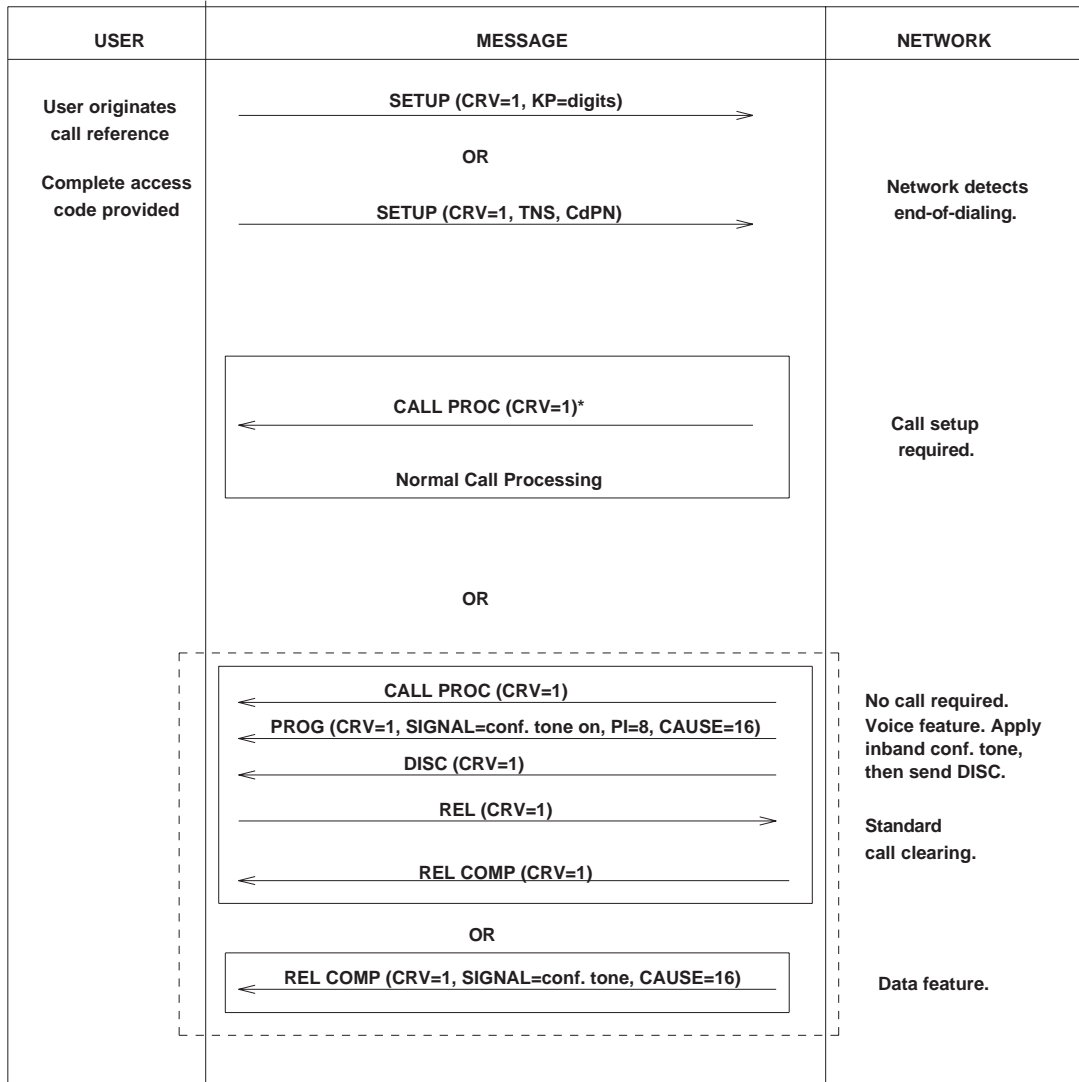 USER
MESSAGE
NETWORK
User originates
call reference
SETUP (CRV=1, KP=digits)
OR
Complete access
code provided
SETUP (CRV=1, TNS, CdPN)
Network detects
end-of-dialing.
CALL PROC (CRV=1)*
Normal Call Processing
Call setup
required.
OR
CALL PROC (CRV=1)
PROG (CRV=1, SIGNAL=conf. tone on, PI=8, CAUSE=16)
DISC (CRV=1)
No call required.
Voice feature. Apply
inband conf. tone,
then send DISC.
REL (CRV=1)
REL COMP (CRV=1)
Standard
call clearing.
OR
REL COMP (CRV=1, SIGNAL=conf. tone, CAUSE=16)
Data feature.